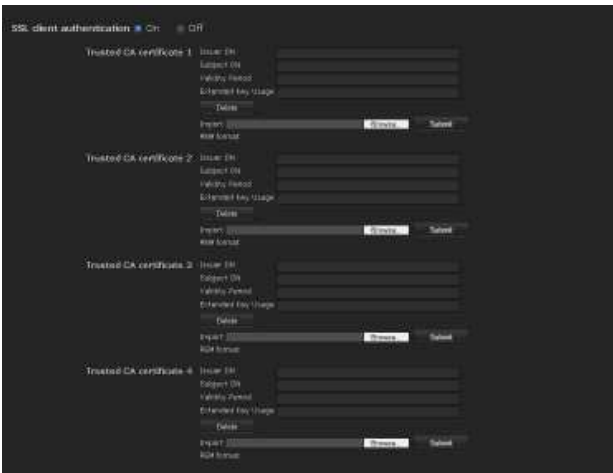 SSL client authentication On Off
Trusted CA certificate 1 Issuer DN
Subject DN
Validity Period
Extended Key Usage
Delete
Import Browse... Submit
PEM format
Trusted CA certificate 2 Issuer DN
Subject DN
Validity Period
Extended Key Usage
Delete
Import Browse... Submit
PEM format
Trusted CA certificate 3 Issuer DN
Subject DN
Validity Period
Extended Key Usage
Delete
Import Browse... Submit
PEM format
Trusted CA certificate 4 Issuer DN
Subject DN
Validity Period
Extended Key Usage
Delete
Import Browse... Submit
PEM format